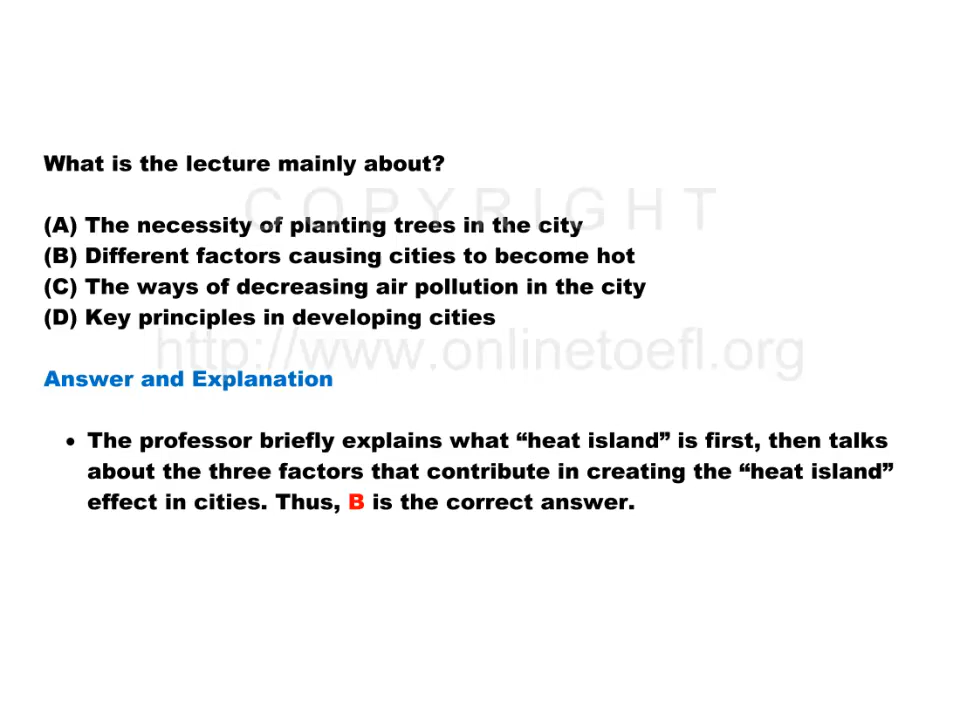 What is the lecture mainly about?
COPYRIGHT
(A) The necessity of planting trees in the city
(B) Different factors causing cities to become hot
(C) The ways of decreasing air pollution in the city
(D) Key principles in developing cities
http://www.onlinetoefl.org
Answer and Explanation
• The professor briefly explains what “heat island” is first, then talks
about the three factors that contribute in creating the “heat island”
effect in cities. Thus, B is the correct answer.